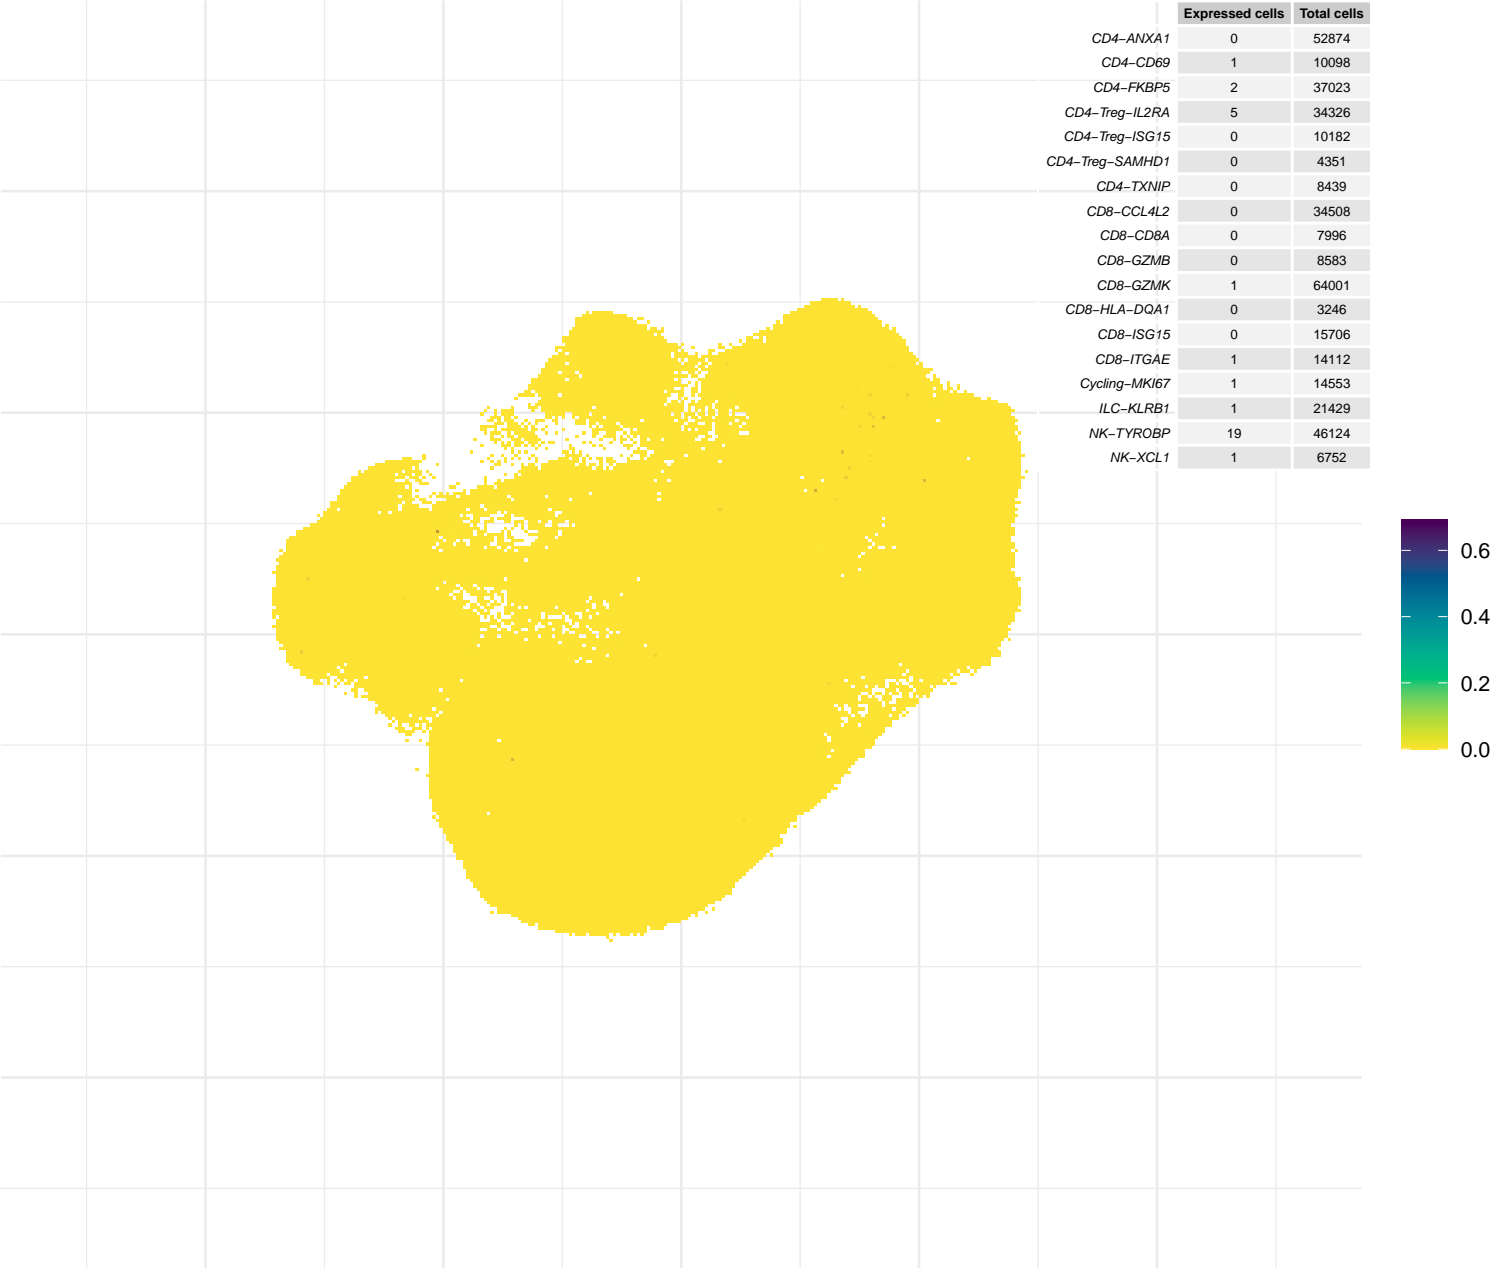 Expressed cells Total cells
CD4−ANXA1 0 52874
CD4−CD69 1 10098
CD4−FKBP5 2 37023
CD4−Treg−IL2RA 5 34326
CD4−Treg−ISG15 0 10182
CD4−Treg−SAMHD1 0 4351
CD4−TXNIP 0 8439
CD8−CCL4L2 0 34508
CD8−CD8A 0 7996
CD8−GZMB 0 8583
CD8−GZMK 1 64001
CD8−HLA−DQA1 0 3246
CD8−ISG15 0 15706
CD8−ITGAE 1 14112
Cycling−MKI67 1 14553
ILC−KLRB1 1 21429
NK−TYROBP 19 46124
NK−XCL1 1 6752
0.6
0.4
0.2
0.0